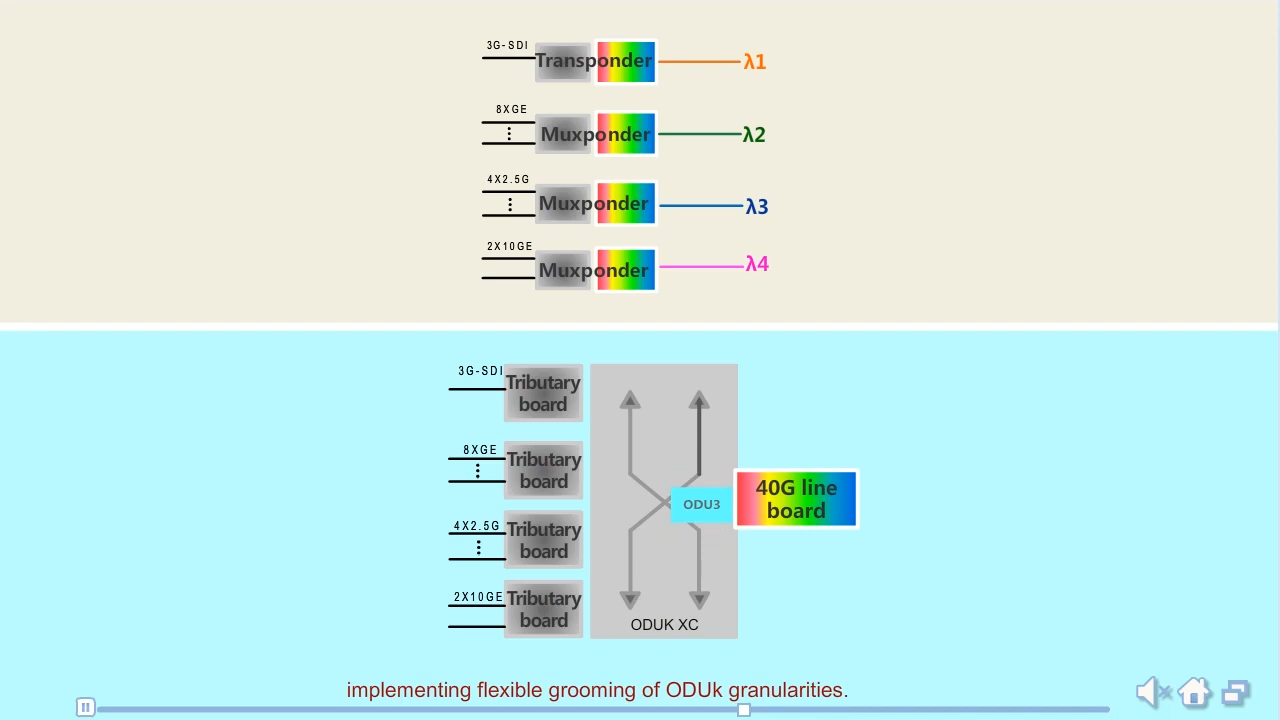 3G-SDI
Transponder
λ1
8XGE
Muxponder
λ2
4X2.5G
Muxponder
λ3
2X10GE
Muxponder
λ4
3G-SDI
Tributary
board
8XGE
Tributary
board
40G line
board
ODU3
4X2.5G
Tributary
board
2X10GE
Tributary
board
ODUK XC
implementing flexible grooming of ODUk granularities.